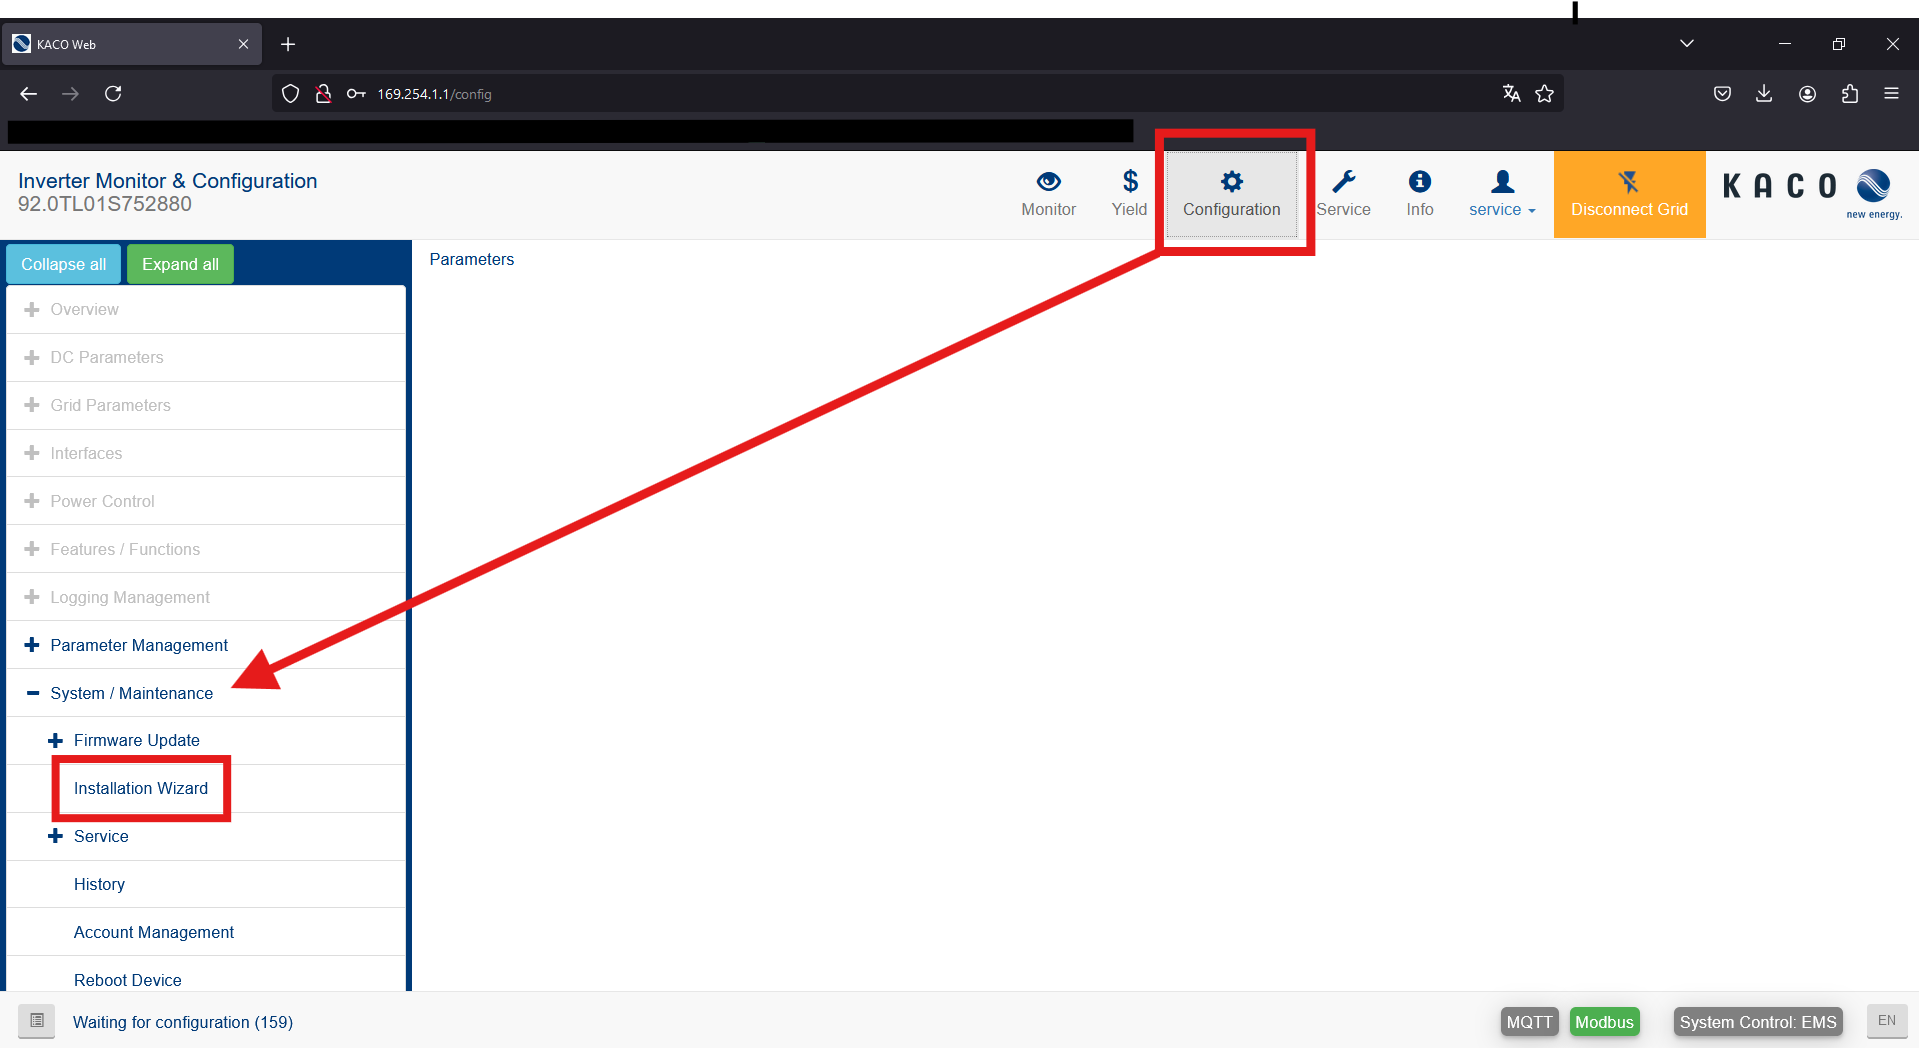 KACO Web
169.254.1.1/config
Inverter Monitor & Configuration
92.0TL01S752880
Monitor
Yield
Configuration
Service
Info
service
Disconnect Grid
KACO
new energy.
Collapse all
Expand all
Parameters
Overview
DC Parameters
Grid Parameters
Interfaces
Power Control
Features / Functions
Logging Management
Parameter Management
System / Maintenance
Firmware Update
Installation Wizard
Service
History
Account Management
Reboot Device
Waiting for configuration (159)
MQTT
Modbus
System Control: EMS
EN